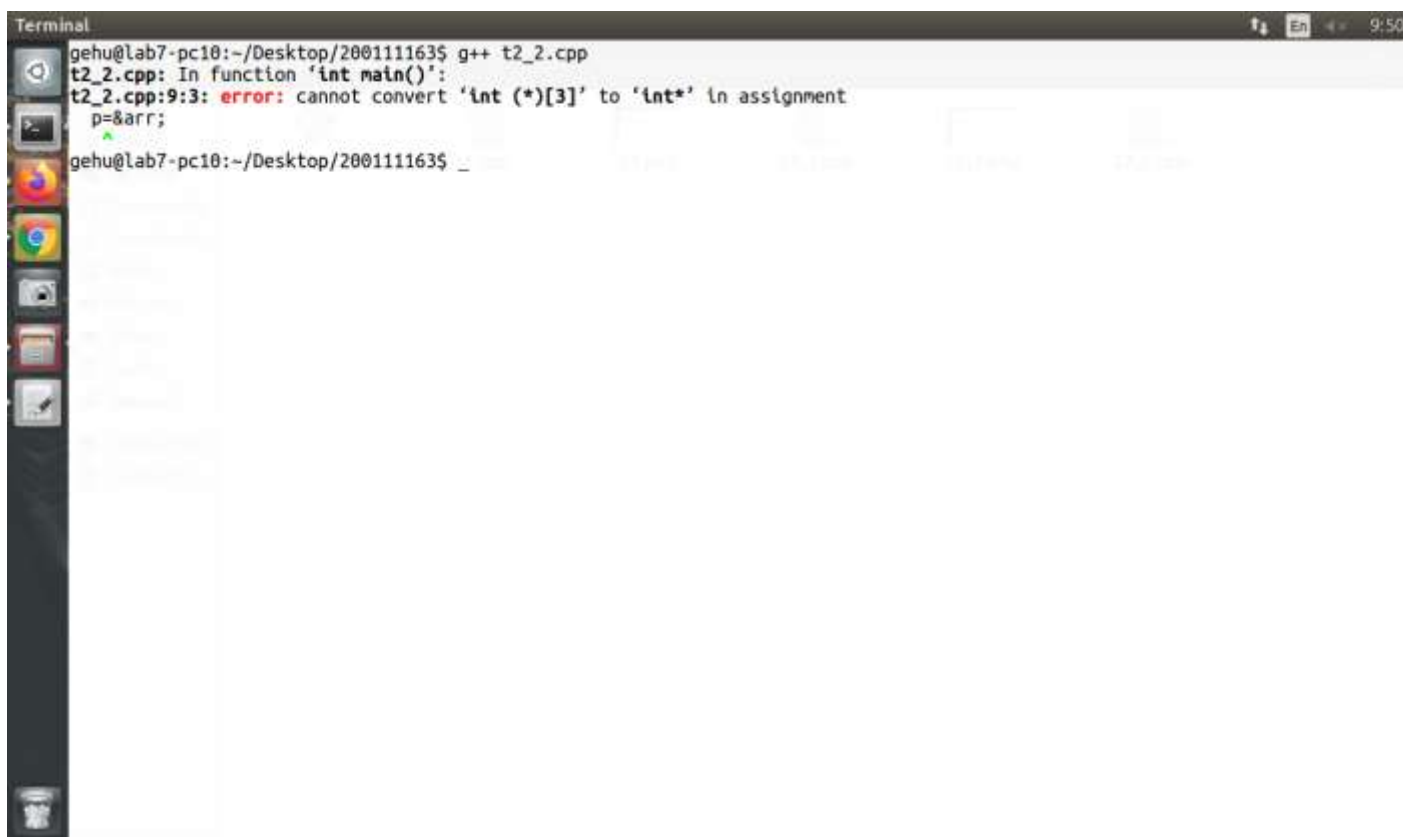 Terminal
En
9:50
gehu@lab7-pc10:~/Desktop/200111163$ g++ t2_2.cpp
t2_2.cpp: In function ‘int main()’:
t2_2.cpp:9:3: error: cannot convert ‘int (*)[3]’ to ‘int*’ in assignment
p=&arr;
^
gehu@lab7-pc10:~/Desktop/200111163$ _